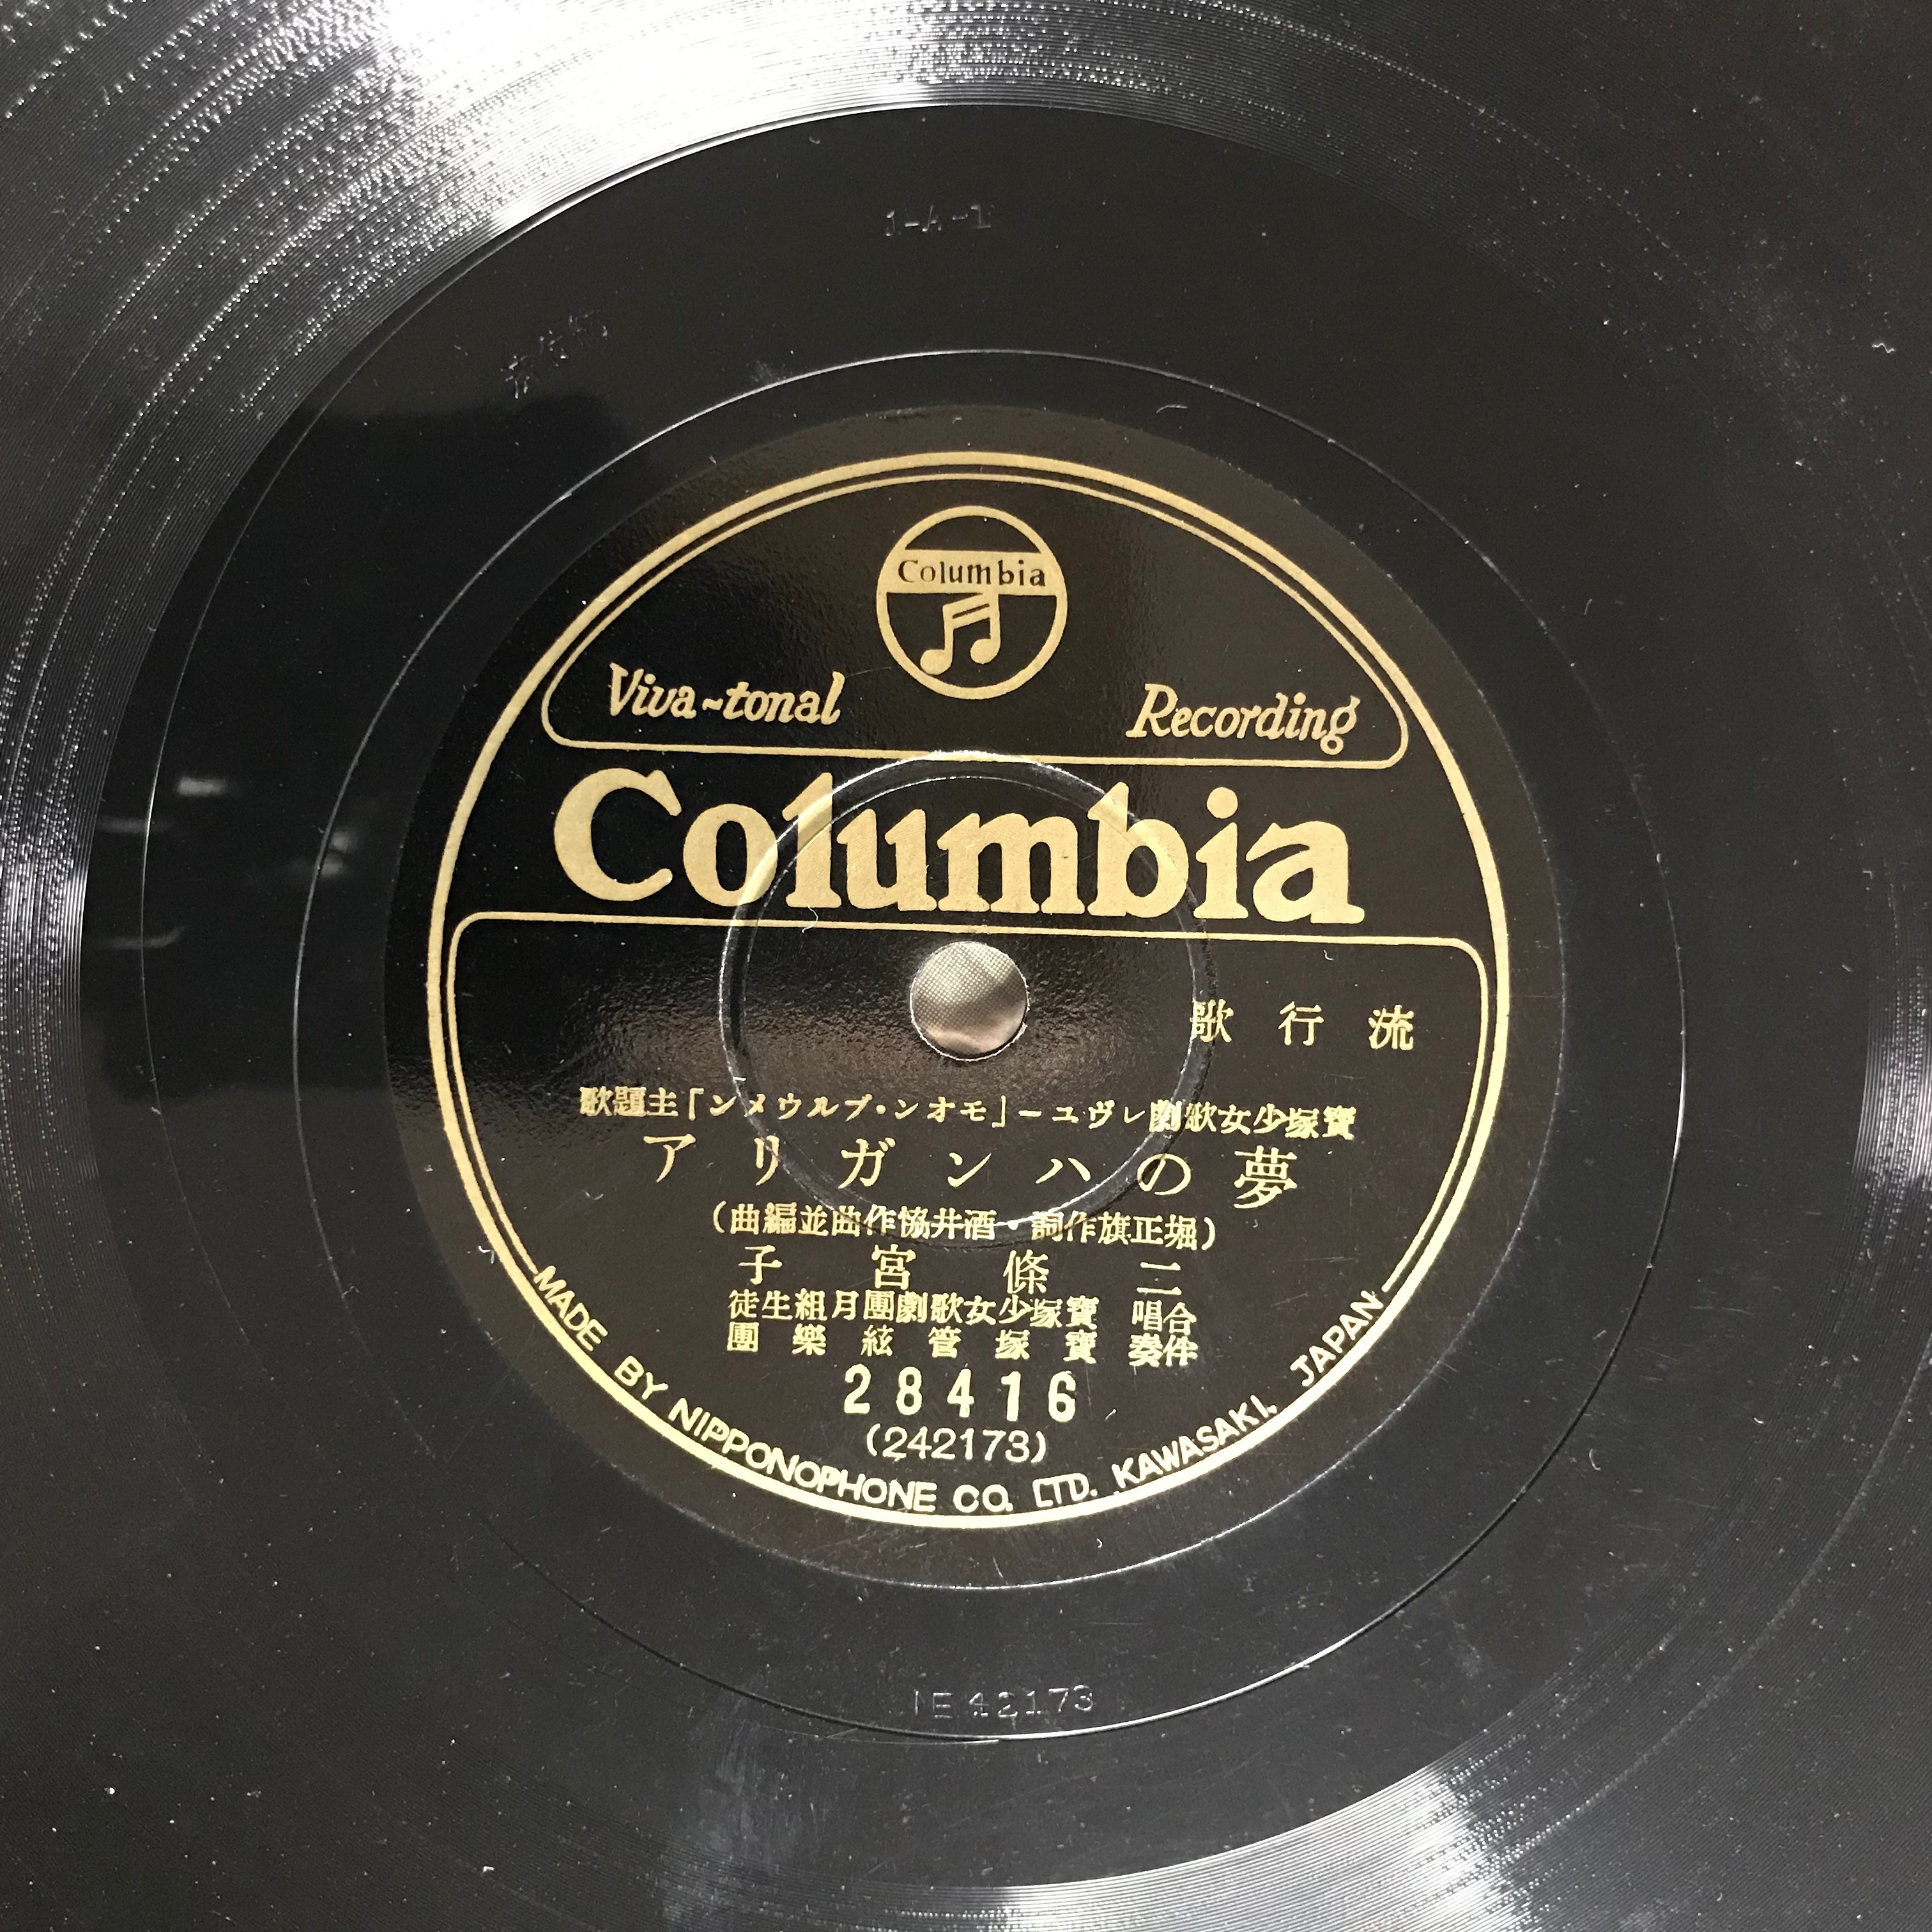 1-A-1
Columbia
Viva-tonal Recording
Columbia
流行歌
寶塚少女歌劇レヴユー「モオン・ブルウメン」主題歌
夢のハンガリア
(堀正旗作詞・酒井協作曲並編曲)
二條宮子
合唱 寶塚少女歌劇團月組生徒
伴奏 寶塚管絃樂團
28416
(242173)
MADE BY NIPPONOPHONE CO. LTD. KAWASAKI, JAPAN
1E 42173